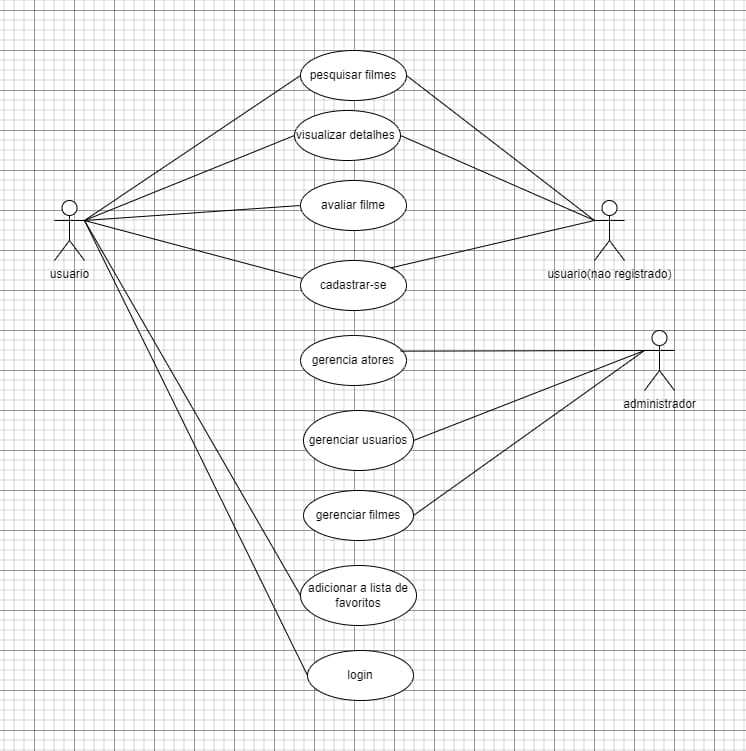 pesquisar filmes
visualizar detalhes
avaliar filme
usuario
usuario(nao registrado)
cadastrar-se
gerencia atores
administrador
gerenciar usuarios
gerenciar filmes
adicionar a lista de
favoritos
login